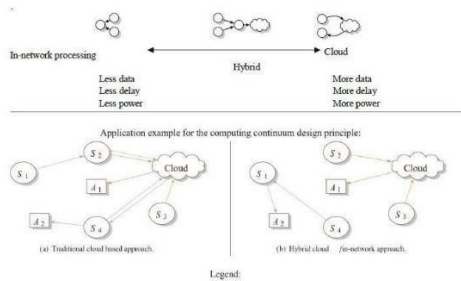 In-network processing
Hybrid
Cloud
Less data
Less delay
Less power
More data
More delay
More power
Application example for the computing continuum design principle:
S 1
S 2
Cloud
A 1
A 2
S 4
S 3
(a) Traditional cloud based approach.
S 1
S 2
Cloud
A 1
A 2
S 4
S 3
(b) Hybrid cloud /in-network approach.
Legend: